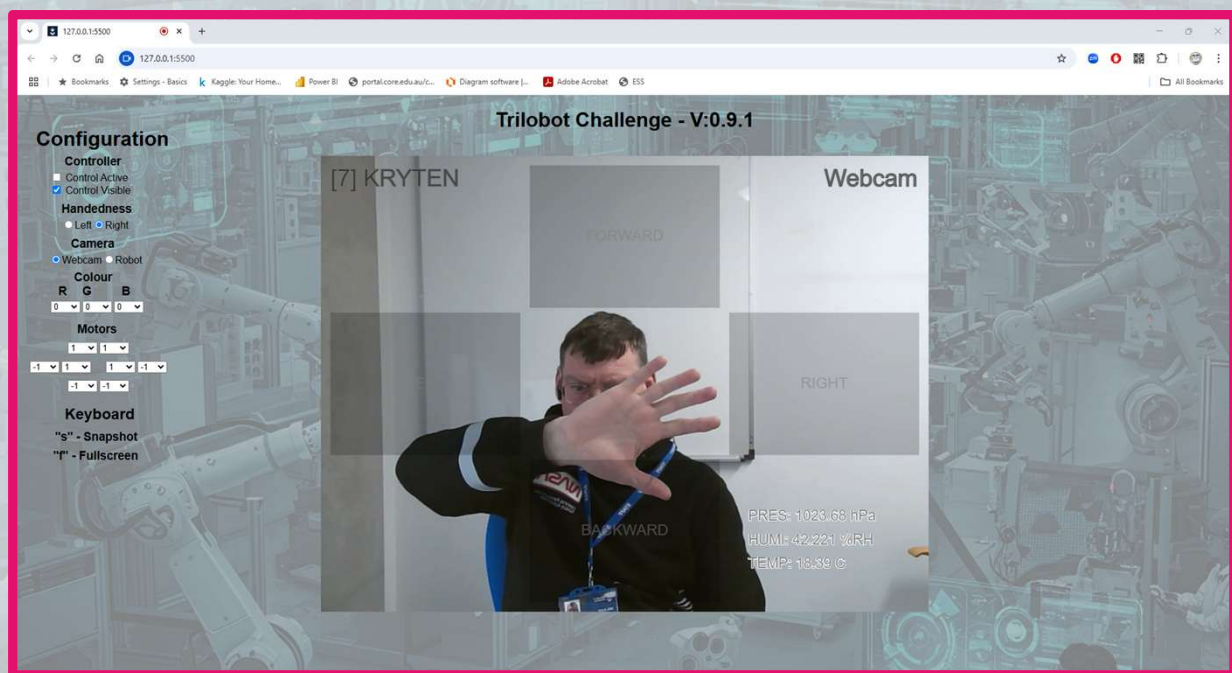 127.0.0.1:5500
127.0.0.1:5500
Bookmarks Settings - Basics Kaggle: Your Home... Power BI portal.core.edu.au/c... Diagram software |... Adobe Acrobat ESS All Bookmarks
Trilobot Challenge - V:0.9.1
Configuration
Controller
Control Active
Control Visible
Handedness
Left Right
Camera
Webcam Robot
Colour
R G B
0 0 0
Motors
1 1
-1 1 1 -1
-1 -1
Keyboard
"s" - Snapshot
"f" - Fullscreen
[7] KRYTEN Webcam
FORWARD
RIGHT
BACKWARD
PRES: 1023.68 hPa
HUMI: 42.221 %RH
TEMP: 18.39 C